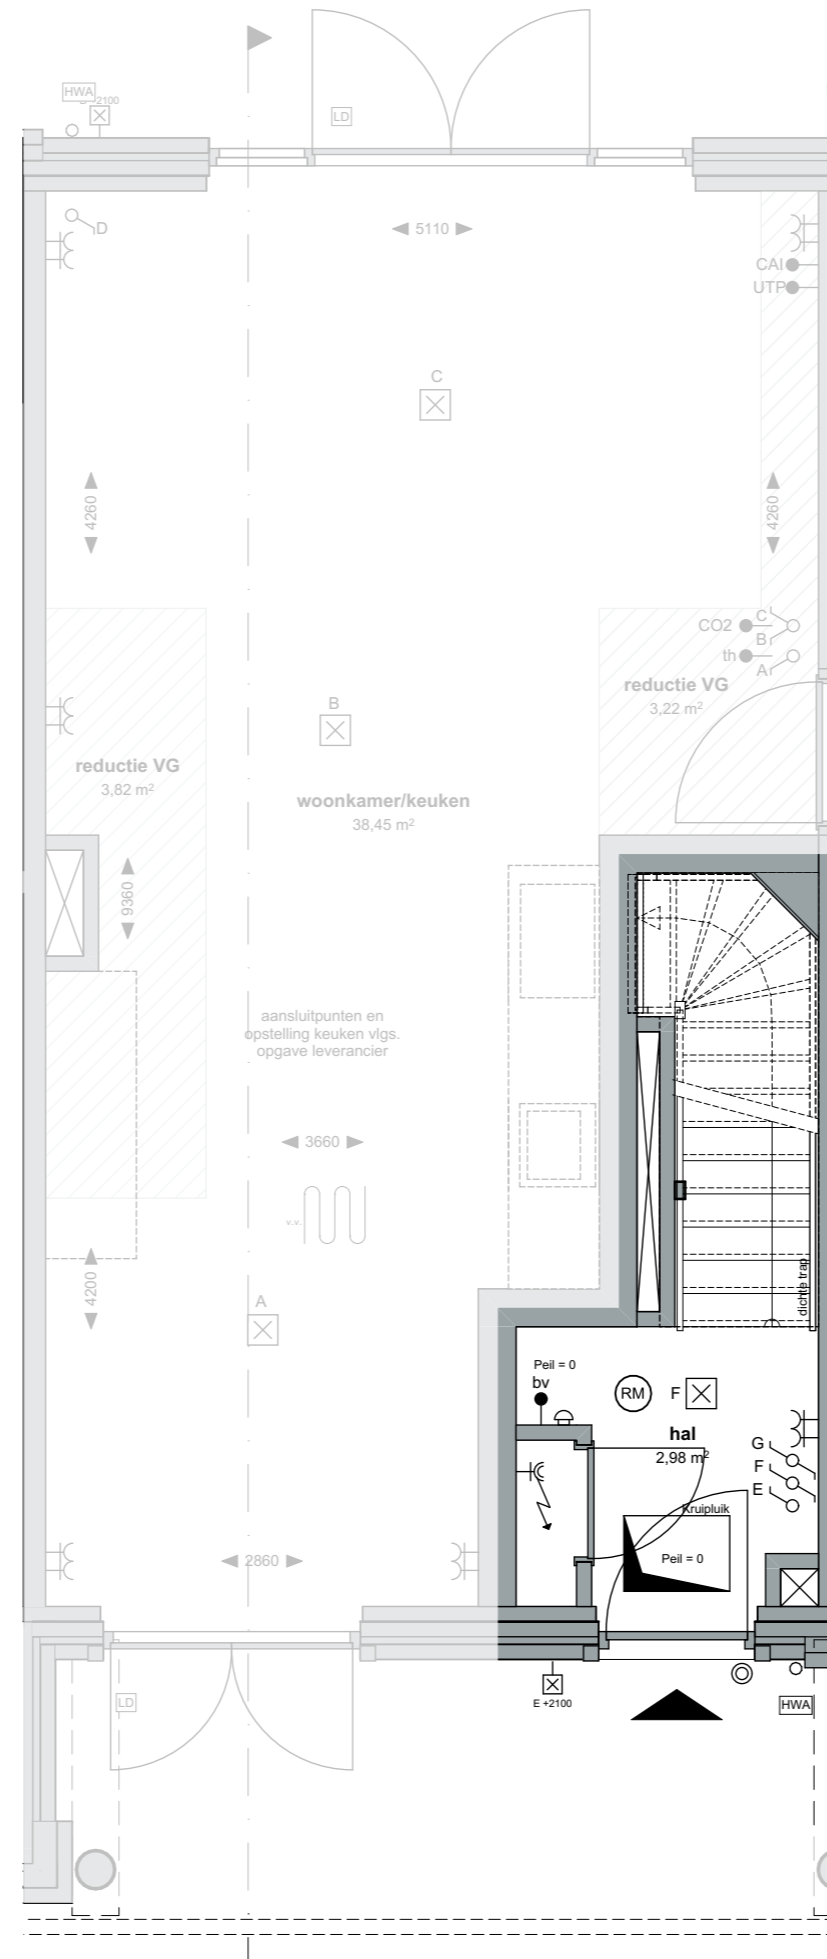 HWA
+2100
LD
D
5110
CAI
UTP
C
4260
4260
CO2
C
B
th
A
reductie VG
3,22 m²
B
reductie VG
3,82 m²
woonkamer/keuken
38,45 m²
9360
aansluitpunten en
opstelling keuken vlgs.
opgave leverancier
3660
v.v.
4200
A
dichte trap
Peil = 0
bv
RM
F
hal
2,98 m²
G
F
E
Kruipluik
Peil = 0
2860
LD
E +2100
HWA